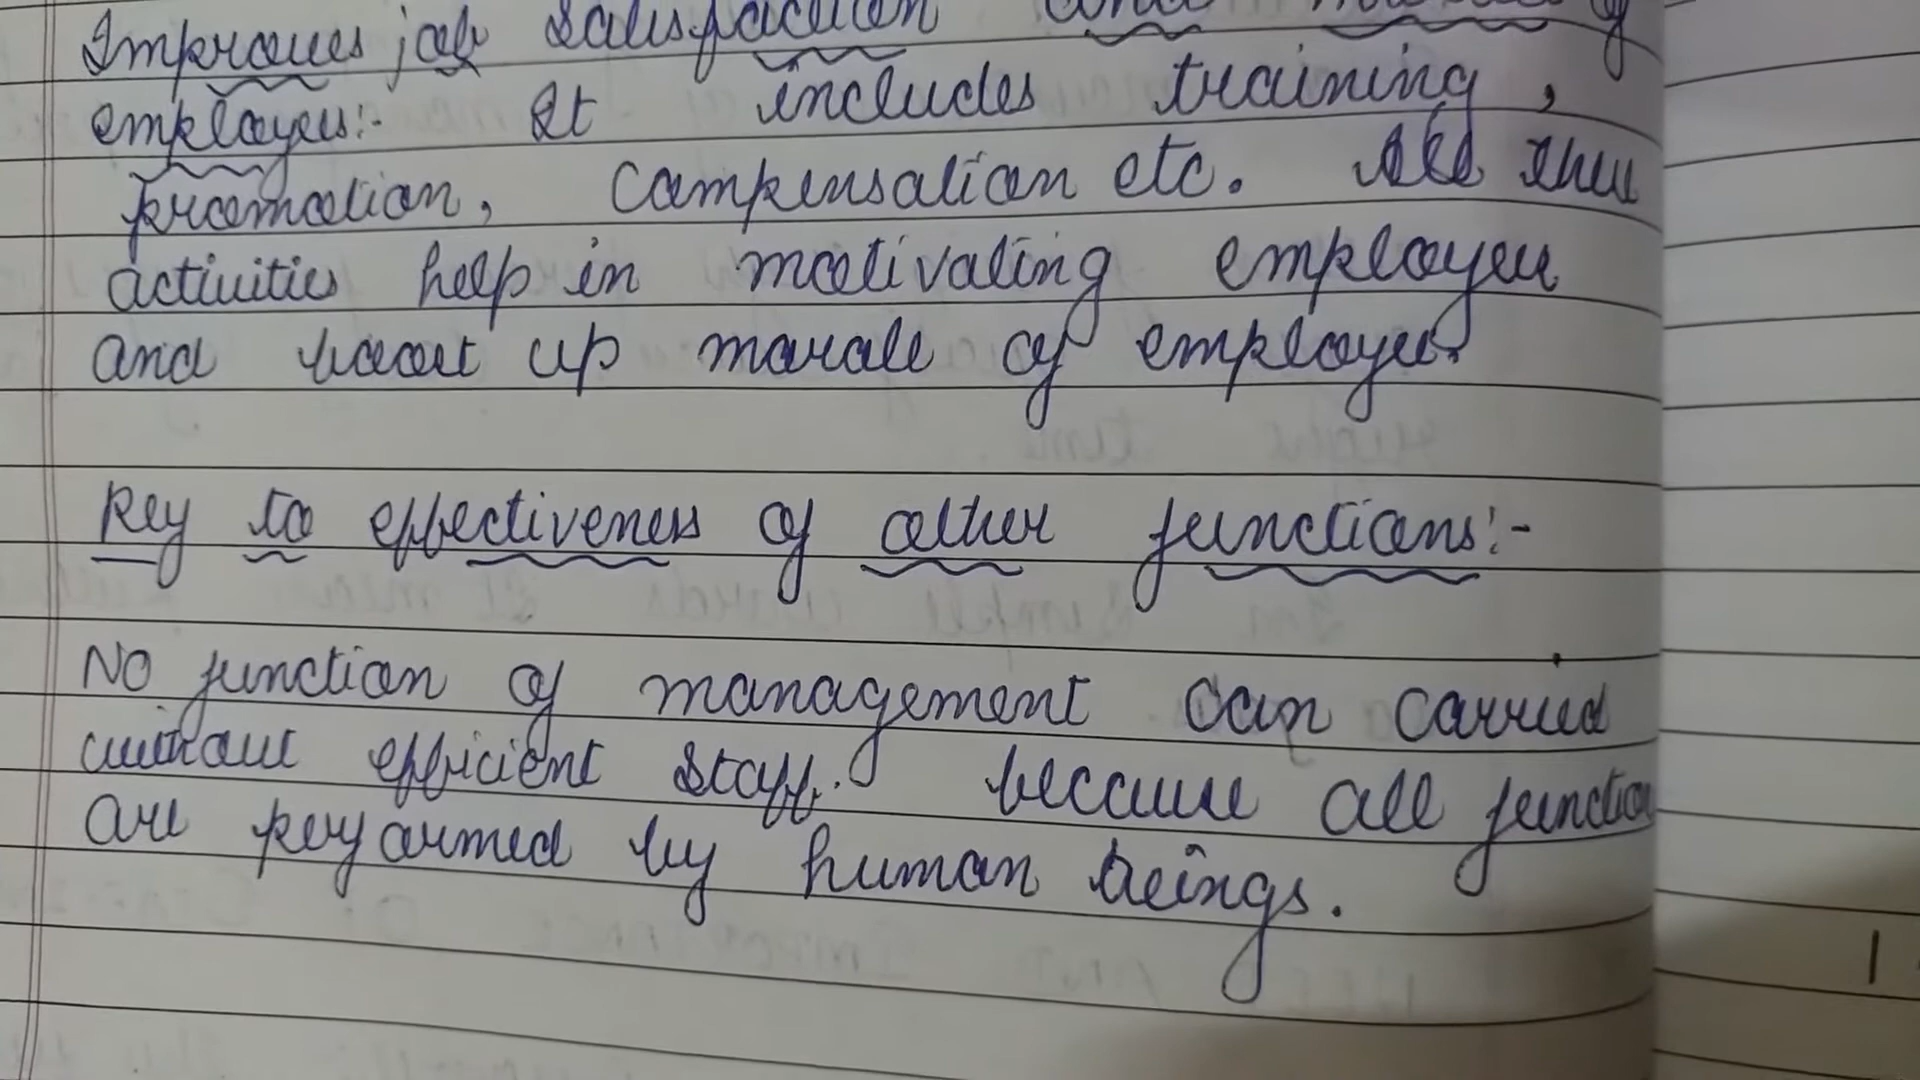 Improves job satisfaction and morale of
employees:- It includes training,
promotion, Compensation etc. All these
activities help in motivating employees
and boost up morale of employees.
Key to effectiveness of other functions:-
No function of management can carried
without efficient staff. because all function
are performed by human beings.